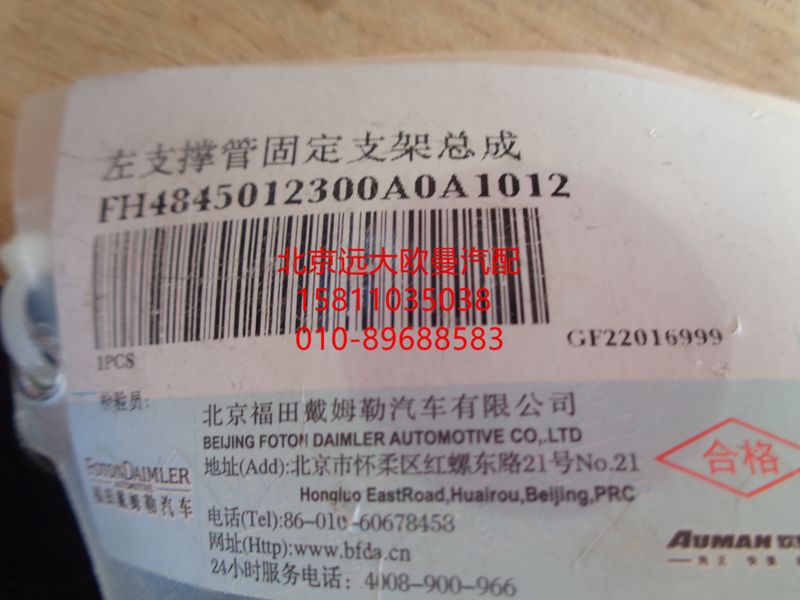 左支撑管固定支架总成
FH4845012300A0A1012
北京远大欧曼汽配
15811035038
010-89688583
GF22016999
1PCS
检验员:
北京福田戴姆勒汽车有限公司
BEIJING FOTON DAIMLER AUTOMOTIVE CO,.LTD
地址(Add):北京市怀柔区红螺东路21号No.21
Hongluo EastRoad,Huairou,Beijing,PRC
合格
FOTONDAIMLER
AUTOMOTIVE
福田戴姆勒汽车
电话(Tel):86-010-60678453
网址(Http):www.bfda.cn
24小时服务电话: 4008-900-966
AUMAN